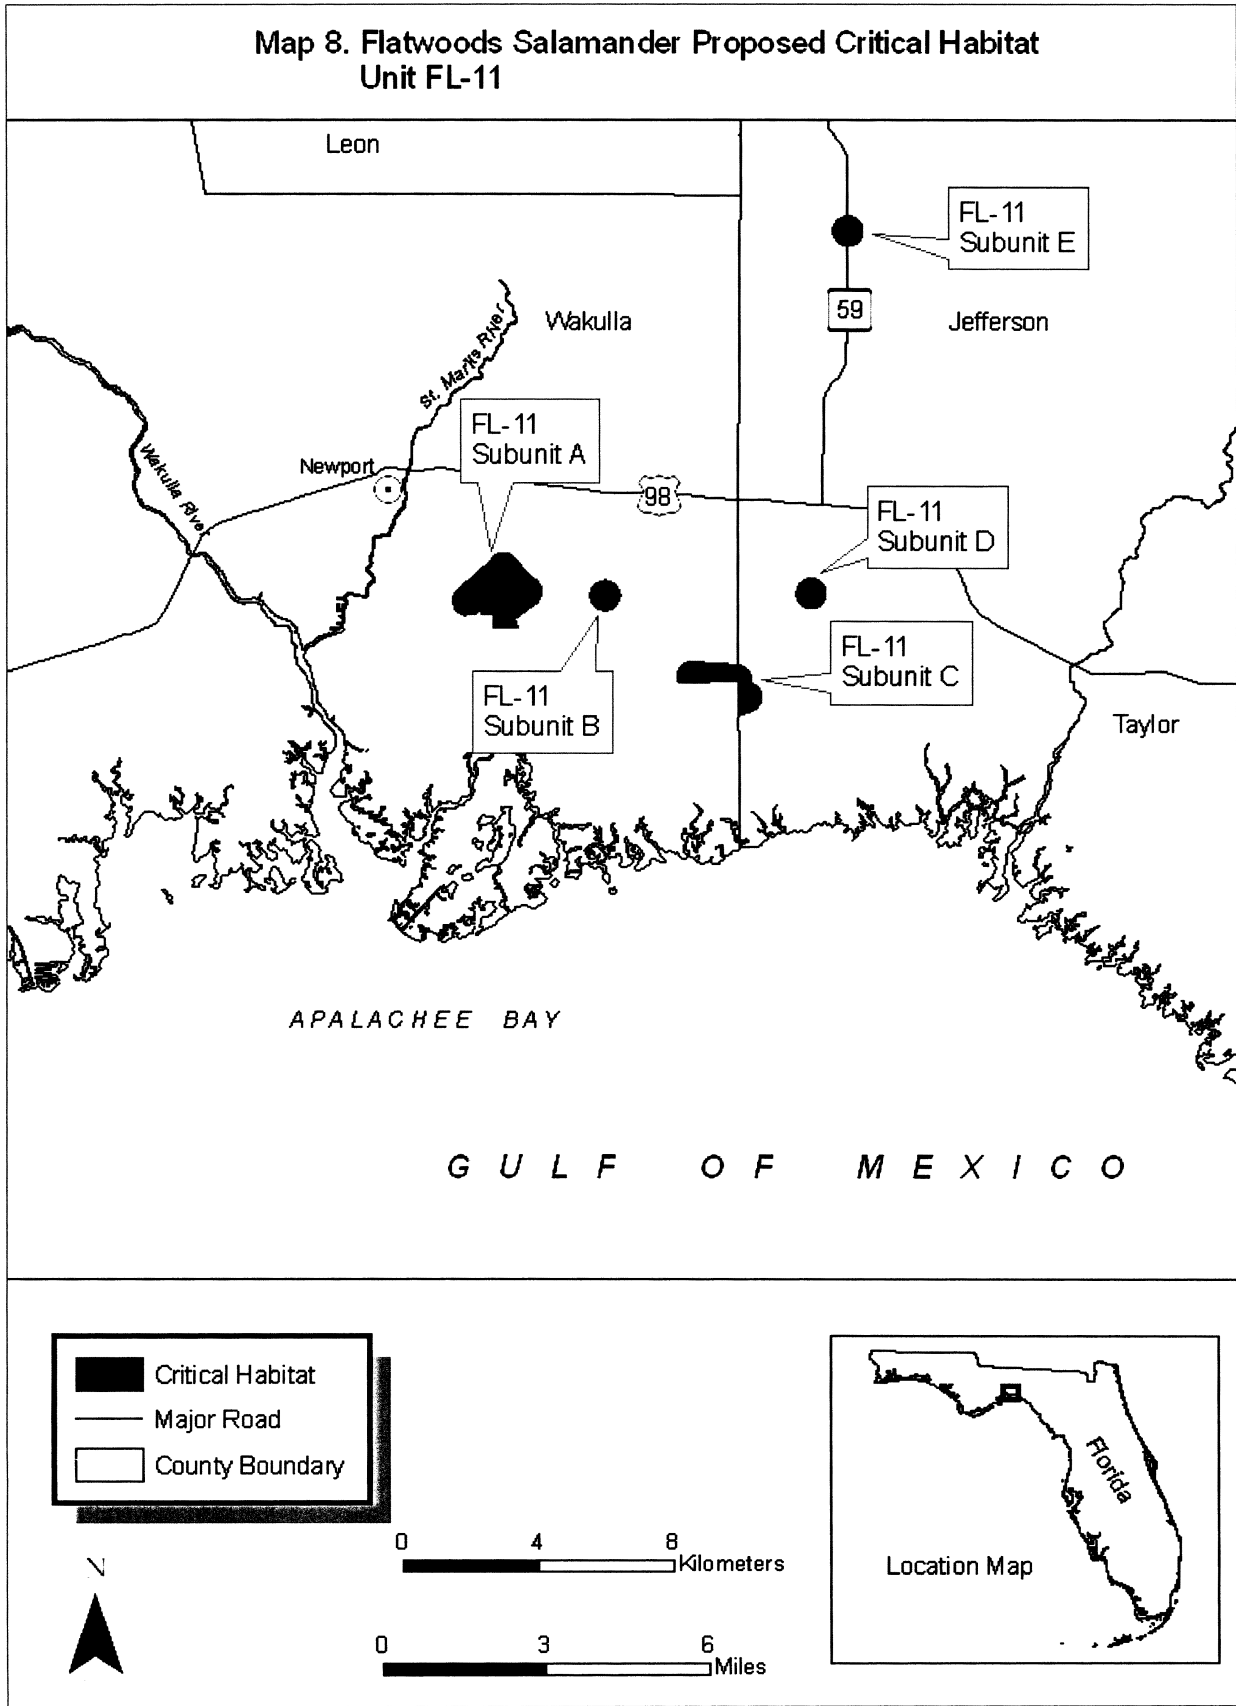 Map 8. Flatwoods Salamander Proposed Critical Habitat
Unit FL-11
Leon
FL-11
Subunit E
59
Wakulla
Jefferson
St. Marks River
FL-11
Subunit A
Wakulla River
Newport
98
FL-11
Subunit D
FL-11
Subunit C
FL-11
Subunit B
Taylor
APALACHEE BAY
GULF OF MEXICO
Critical Habitat
Major Road
County Boundary
N
0 4 8
Kilometers
0 3 6
Miles
Florida
Location Map